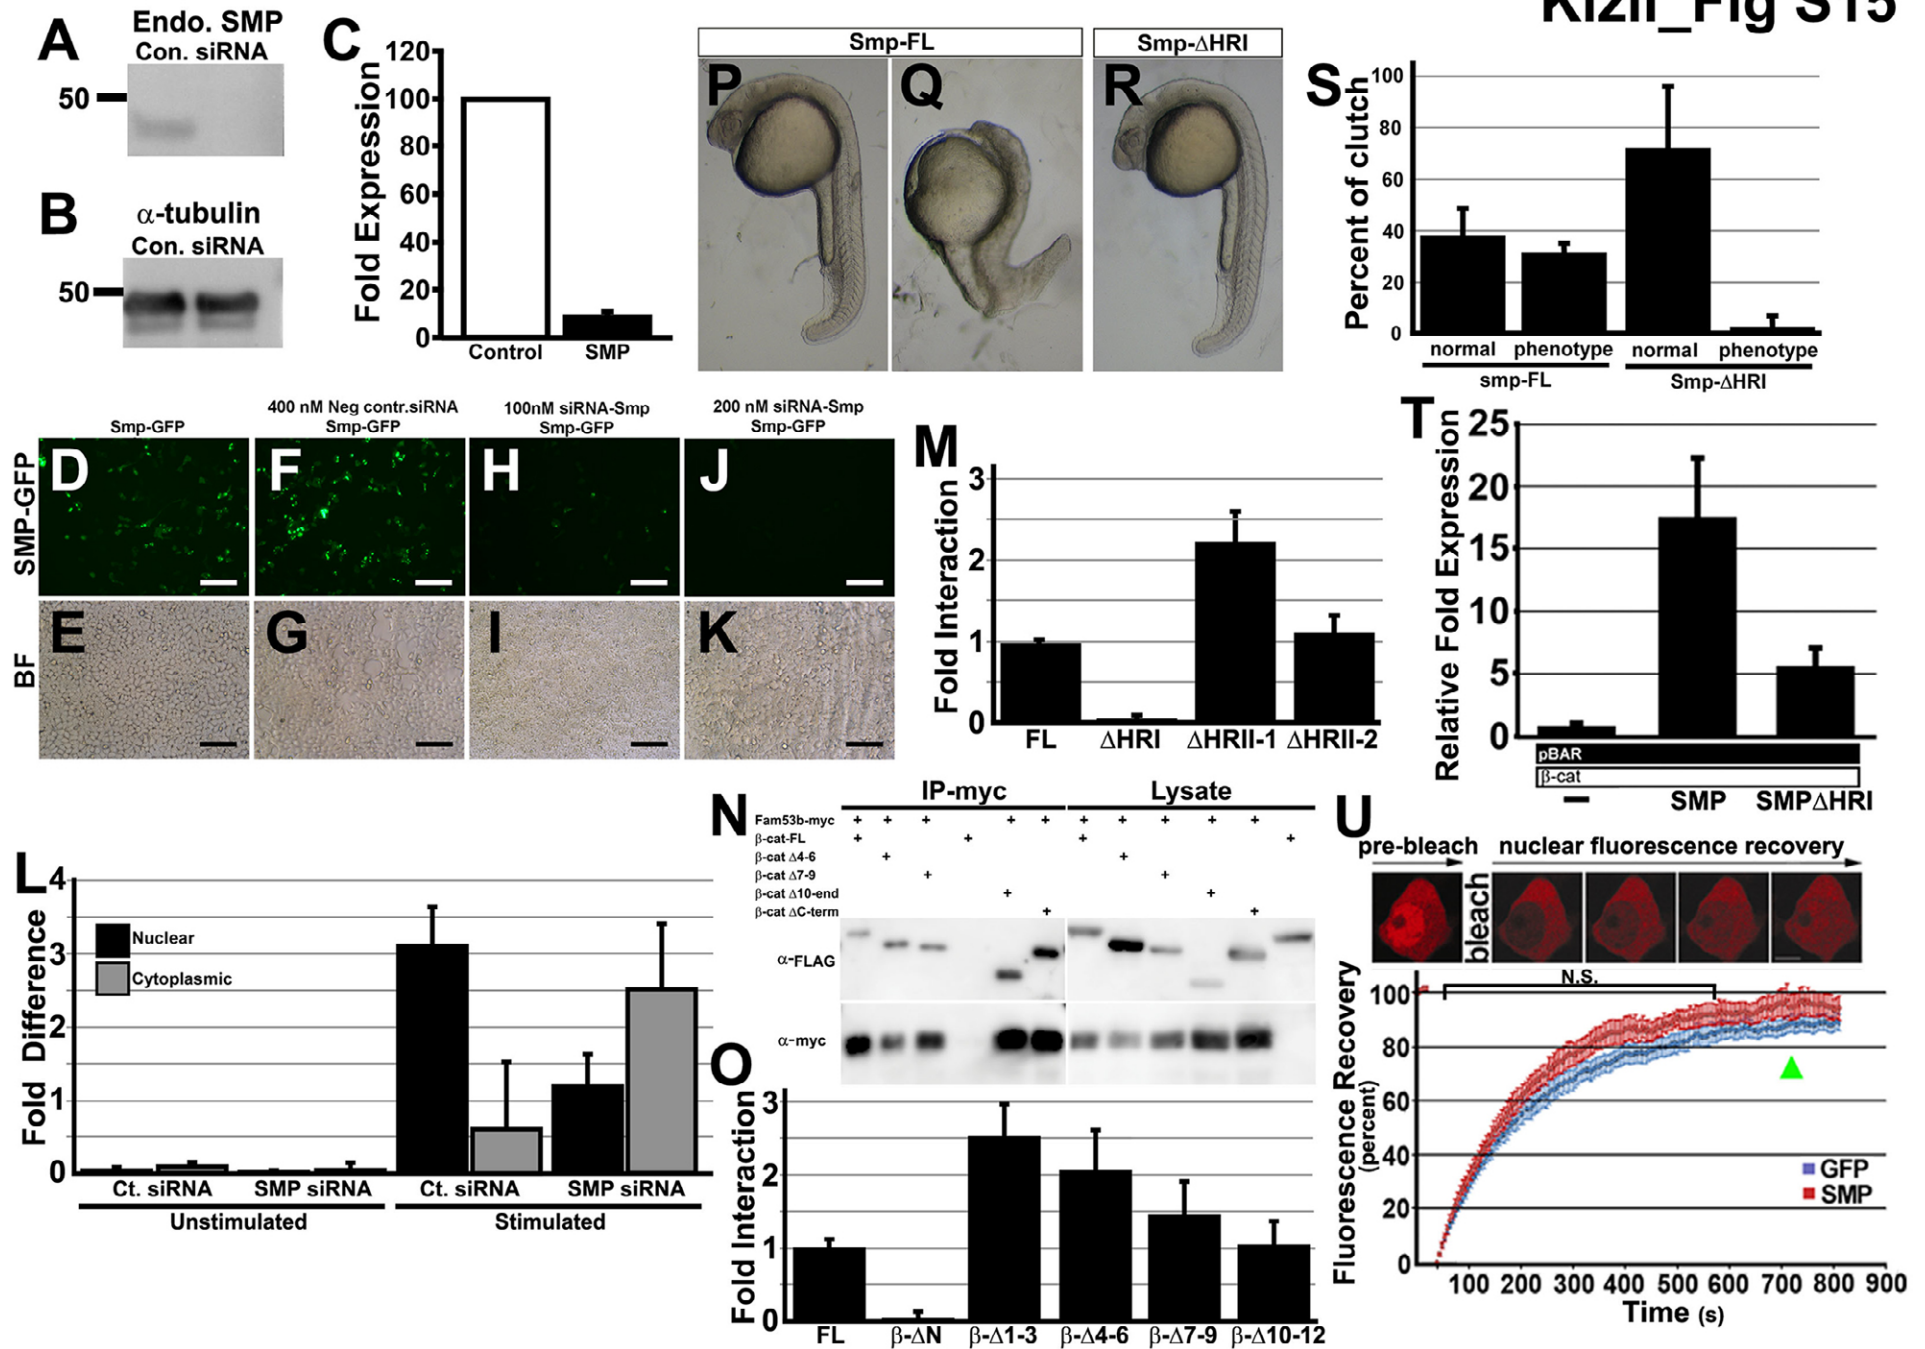 Kizil_Fig S15
A
Endo. SMP
Con. siRNA
50
B
α-tubulin
Con. siRNA
50
C
Fold Expression
120
100
80
60
40
20
0
Control SMP
Smp-FL
Smp-ΔHRI
P
Q
R
S
Percent of clutch
100
80
60
40
20
0
normal phenotype normal phenotype
smp-FL
Smp-ΔHRI
Smp-GFP
400 nM Neg contr.siRNA
Smp-GFP
100nM siRNA-Smp
Smp-GFP
200 nM siRNA-Smp
Smp-GFP
SMP-GFP
D
F
H
J
BF
E
G
I
K
M
Fold Interaction
3
2
1
0
FL ΔHRI ΔHRII-1 ΔHRII-2
T
Relative Fold Expression
25
20
15
10
5
0
pBAR
β-cat
– SMP SMPΔHRI
L
Fold Difference
4
3
2
1
0
Nuclear
Cytoplasmic
Ct. siRNA SMP siRNA Ct. siRNA SMP siRNA
Unstimulated Stimulated
N
IP-myc Lysate
Fam53b-myc + + + + + + + + + +
β-cat-FL + + + +
β-cat Δ4-6 + +
β-cat Δ7-9 + +
β-cat Δ10-end + +
β-cat ΔC-term + +
α-FLAG
α-myc
O
Fold Interaction
3
2
1
0
FL β-ΔN β-Δ1-3 β-Δ4-6 β-Δ7-9 β-Δ10-12
U
pre-bleach
nuclear fluorescence recovery
bleach
Fluorescence Recovery
(percent)
N.S.
100
80
60
40
20
0
GFP
SMP
100 200 300 400 500 600 700 800 900
Time (s)